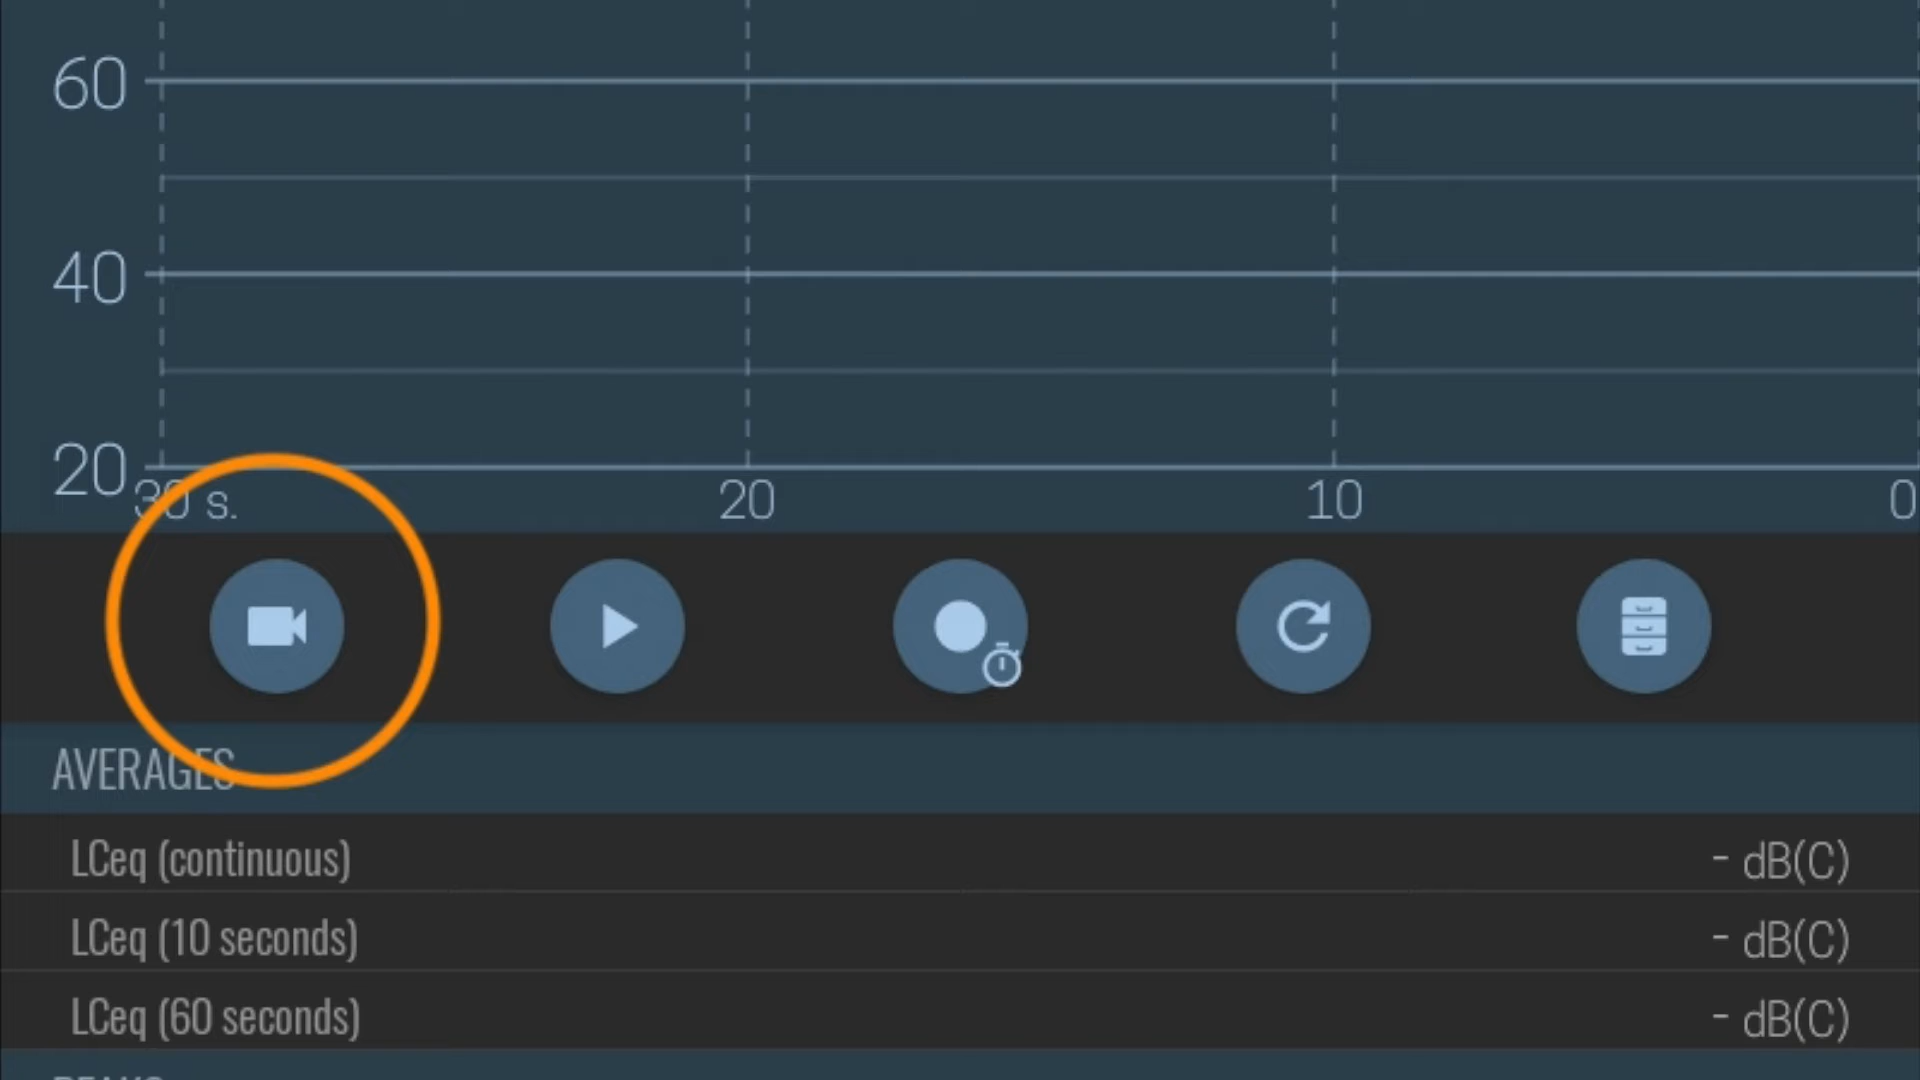 60
40
20
30 s. 20 10 0
AVERAGES
LCeq (continuous) - dB(C)
LCeq (10 seconds) - dB(C)
LCeq (60 seconds) - dB(C)